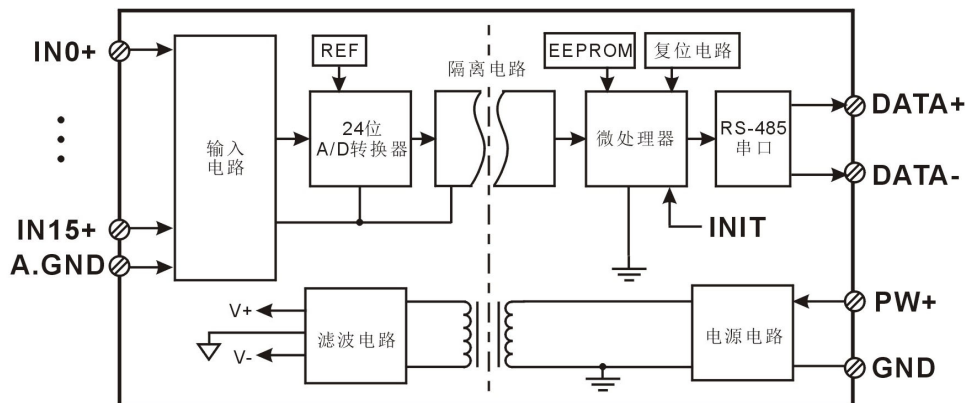 IN0+
REF
EEPROM
复位电路
隔离电路
24位
A/D转换器
输入
电路
微处理器
RS-485
串口
DATA+
DATA-
IN15+
A.GND
INIT
V+
V-
滤波电路
电源电路
PW+
GND